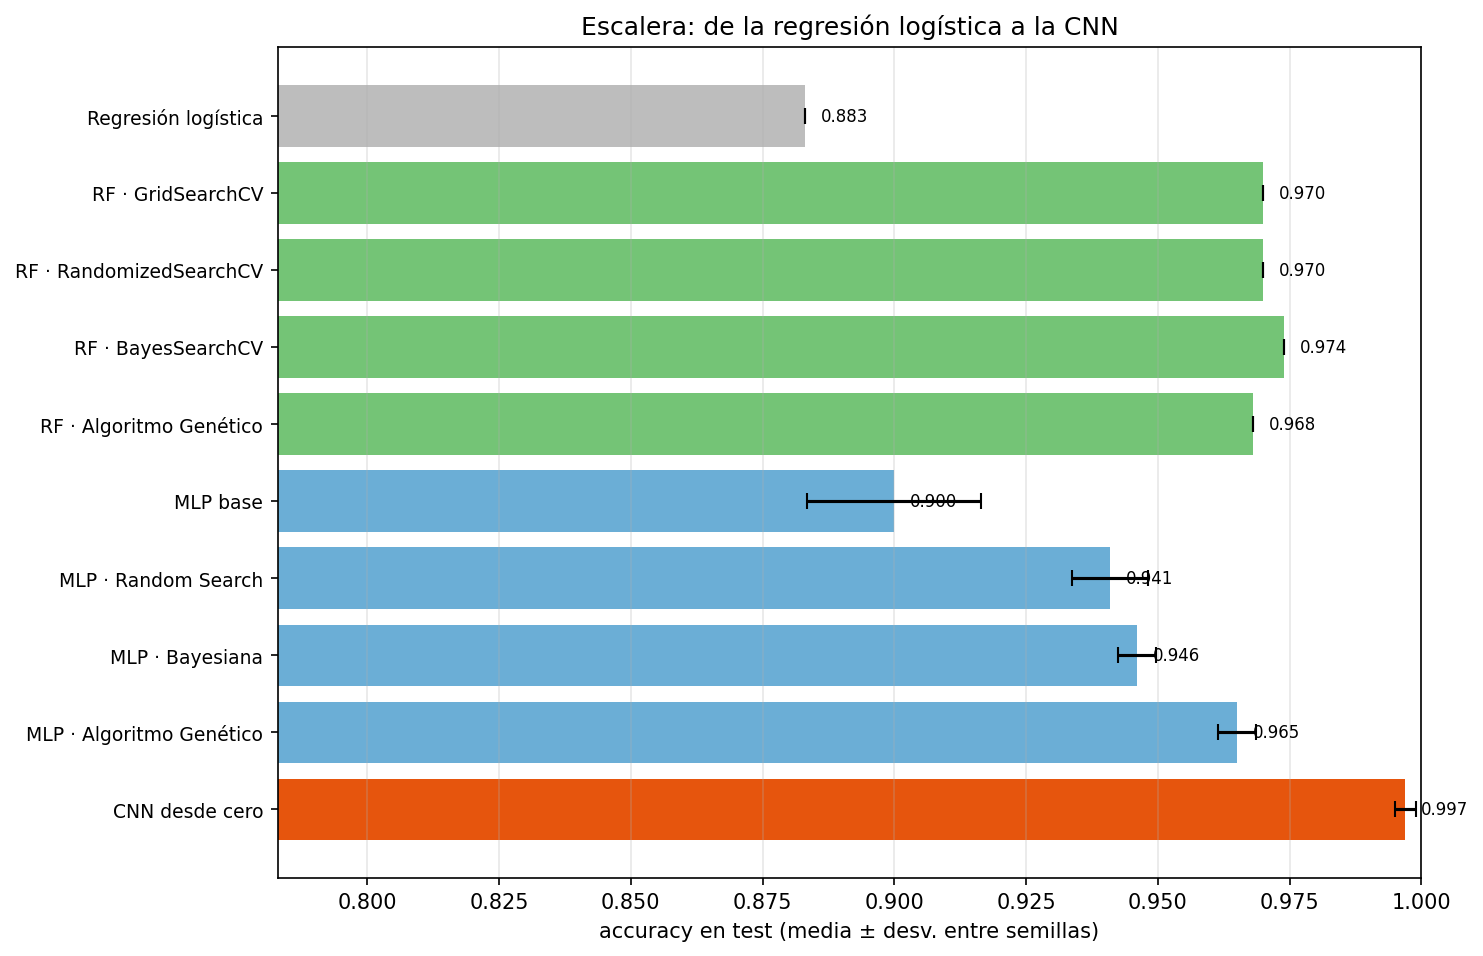 Escalera: de la regresión logística a la CNN
Regresión logística
0.883
RF · GridSearchCV
0.970
RF · RandomizedSearchCV
0.970
RF · BayesSearchCV
0.974
RF · Algoritmo Genético
0.968
MLP base
0.900
MLP · Random Search
0.941
MLP · Bayesiana
0.946
MLP · Algoritmo Genético
0.965
CNN desde cero
0.997
0.800 0.825 0.850 0.875 0.900 0.925 0.950 0.975 1.000
accuracy en test (media ± desv. entre semillas)